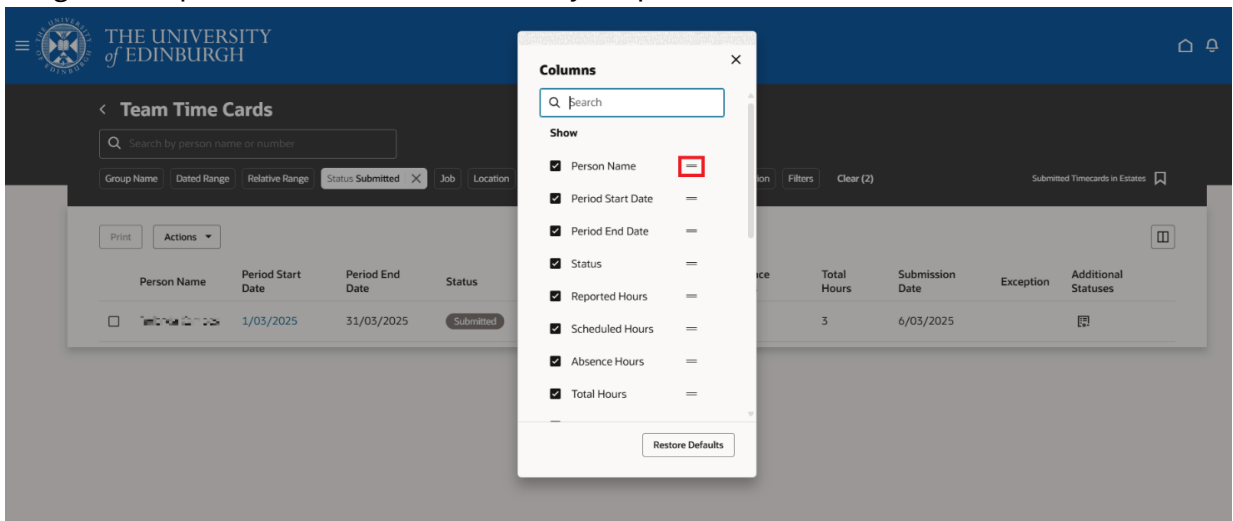 THE UNIVERSITY
of EDINBURGH
Team Time Cards
Search by person name or number
Group Name Dated Range Relative Range Status Submitted Job Location Filters Clear (2) Submitted Timecards in Estates
Print Actions
Person Name Period Start Date Period End Date Status Total Hours Submission Date Exception Additional Statuses
1/03/2025 31/03/2025 Submitted 3 6/03/2025
Columns
Search
Show
Person Name
Period Start Date
Period End Date
Status
Reported Hours
Scheduled Hours
Absence Hours
Total Hours
Restore Defaults